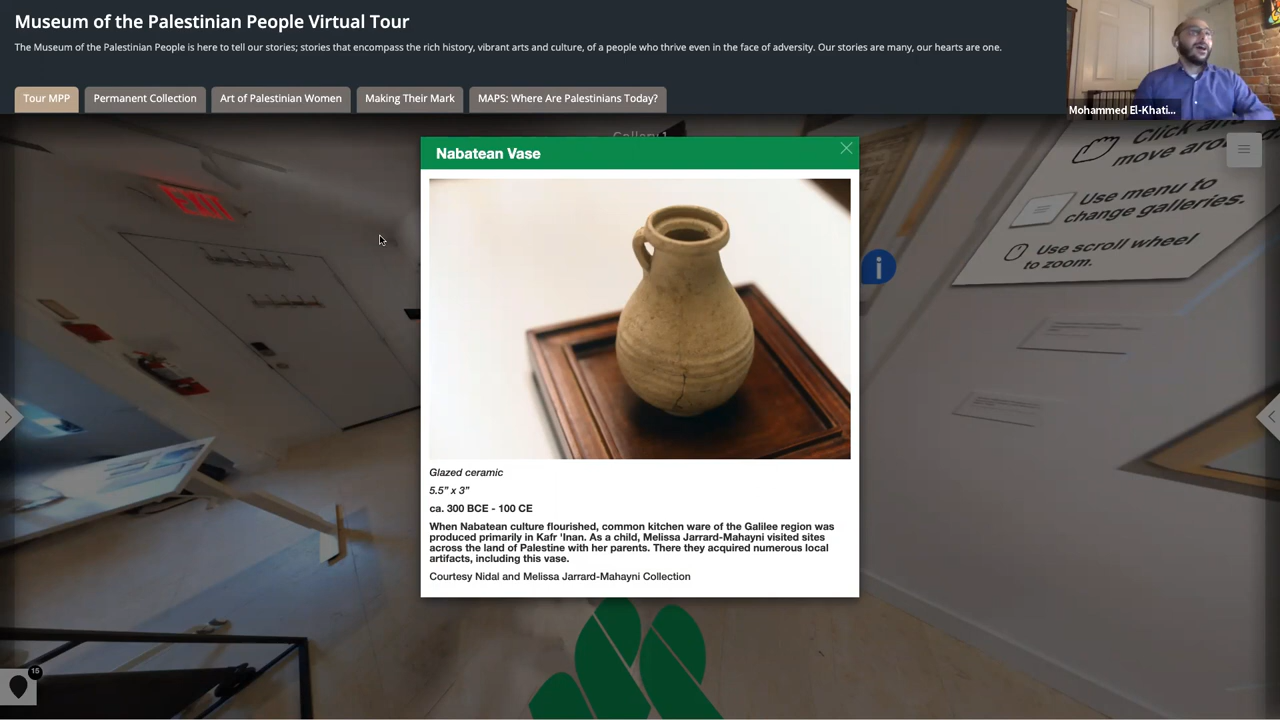 Museum of the Palestinian People Virtual Tour
The Museum of the Palestinian People is here to tell our stories; stories that encompass the rich history, vibrant arts and culture, of a people who thrive even in the face of adversity. Our stories are many, our hearts are one.
Tour MPP
Permanent Collection
Art of Palestinian Women
Making Their Mark
MAPS: Where Are Palestinians Today?
Mohammed El-Khati...
Gallery 1
EXIT
Click and
move aro
Use menu to
change galleries.
Use scroll wheel
to zoom.
i
Nabatean Vase
Glazed ceramic
5.5" x 3"
ca. 300 BCE - 100 CE
When Nabatean culture flourished, common kitchen ware of the Galilee region was
produced primarily in Kafr 'Inan. As a child, Melissa Jarrard-Mahayni visited sites
across the land of Palestine with her parents. There they acquired numerous local
artifacts, including this vase.
Courtesy Nidal and Melissa Jarrard-Mahayni Collection
15